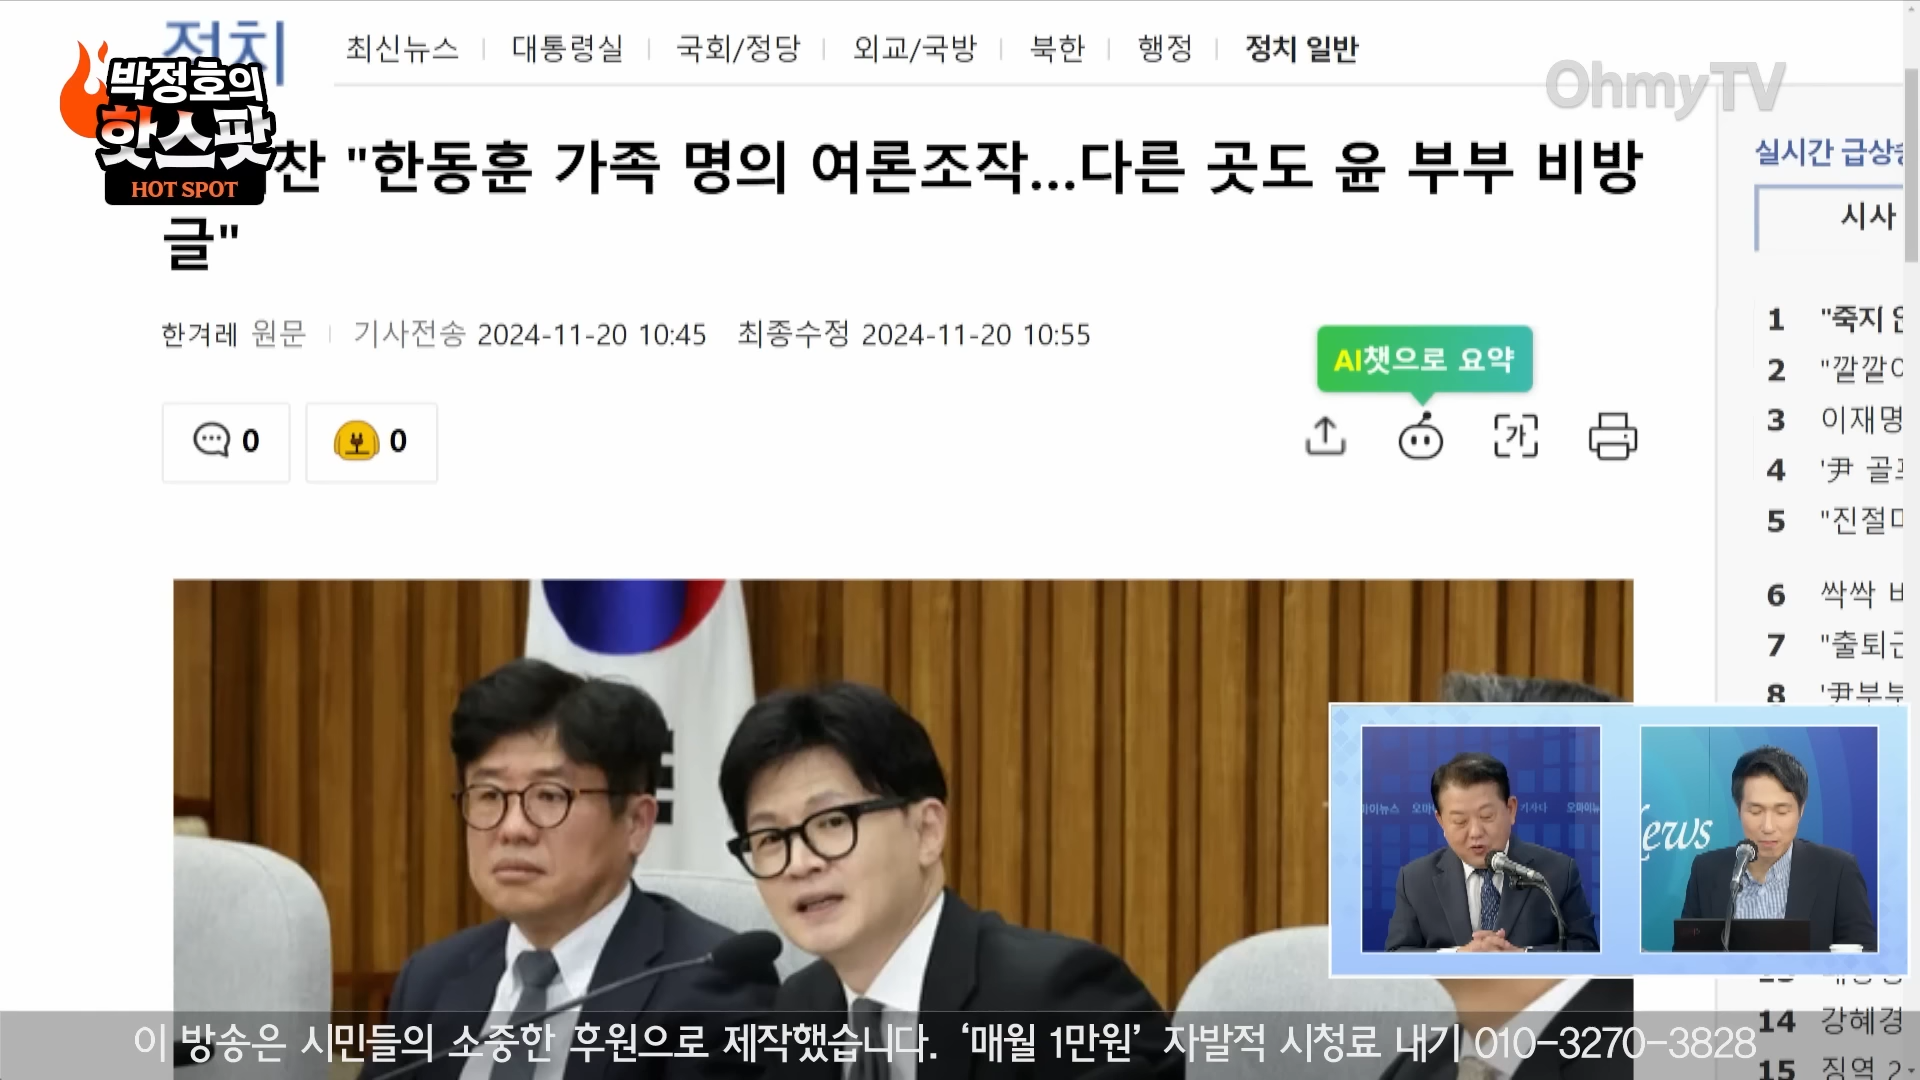 정치
최신뉴스 대통령실 국회/정당 외교/국방 북한 행정 정치 일반
OhmyTV
박정호의
핫스팟
HOT SPOT
찬 "한동훈 가족 명의 여론조작...다른 곳도 윤 부부 비방
글"
실시간 급상승
시사
한겨레 원문 기사전송 2024-11-20 10:45 최종수정 2024-11-20 10:55
AI챗으로 요약
0 0
가
1 "죽지
2 "깔깔
3 이재명
4 '尹
5 "진절
6 싹싹
7 "출퇴
8 '尹부부
ews
14 강혜경
15 징역 2
이 방송은 시민들의 소중한 후원으로 제작했습니다. ‘매월 1만원’ 자발적 시청료 내기 010-3270-3828